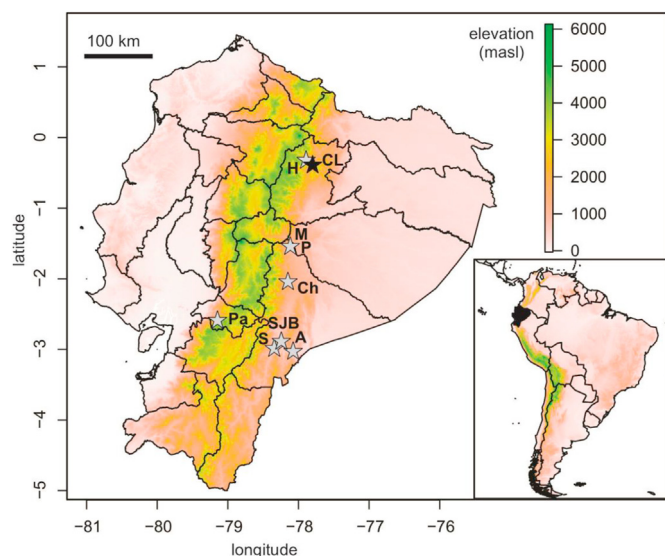 100 km
elevation
(masl)
6000
5000
4000
3000
2000
1000
0
1
0
−1
−2
−3
−4
−5
latitude
H
CL
M
P
Ch
Pa
SJB
S
A
−81
−80
−79
−78
−77
−76
longitude